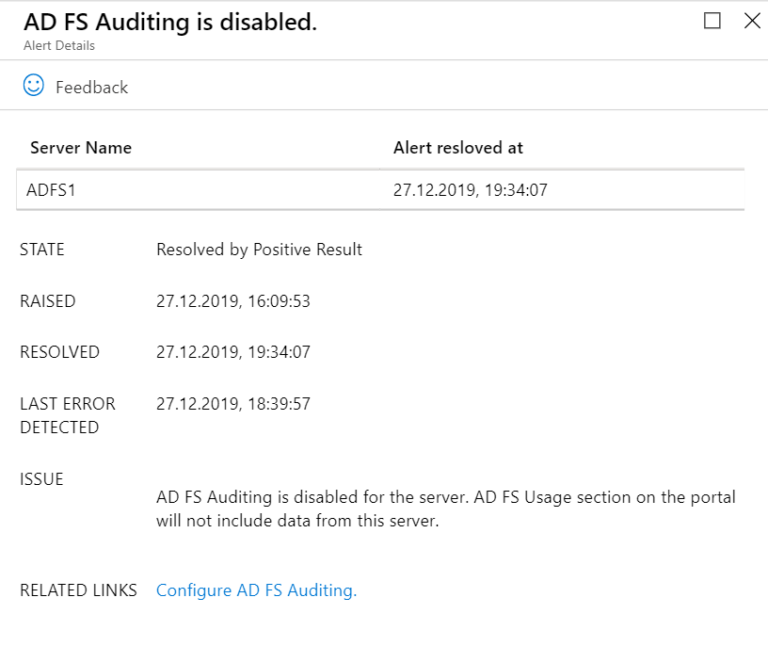 AD FS Auditing is disabled.
Alert Details
Feedback
Server Name Alert resloved at
ADFS1 27.12.2019, 19:34:07
STATE Resolved by Positive Result
RAISED 27.12.2019, 16:09:53
RESOLVED 27.12.2019, 19:34:07
LAST ERROR 27.12.2019, 18:39:57
DETECTED
ISSUE
AD FS Auditing is disabled for the server. AD FS Usage section on the portal
will not include data from this server.
RELATED LINKS Configure AD FS Auditing.